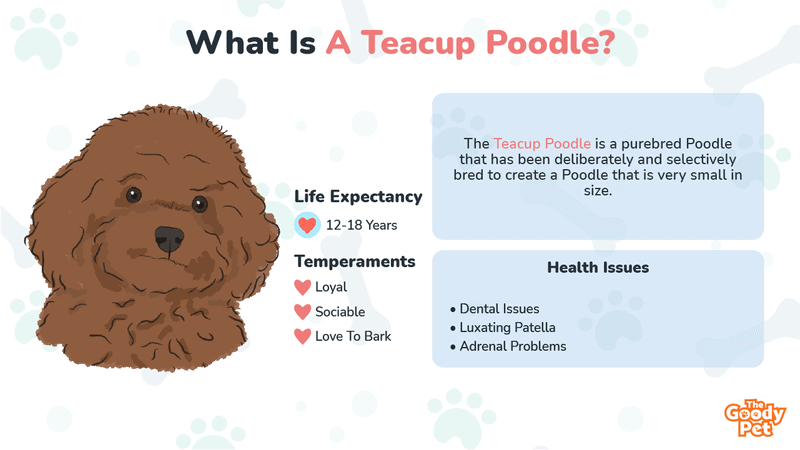 What Is A Teacup Poodle?
Life Expectancy
12-18 Years
Temperaments
Loyal
Sociable
Love To Bark
The Teacup Poodle is a purebred Poodle
that has been deliberately and selectively
bred to create a Poodle that is very small in
size.
Health Issues
• Dental Issues
• Luxating Patella
• Adrenal Problems
The
Goody
Pet